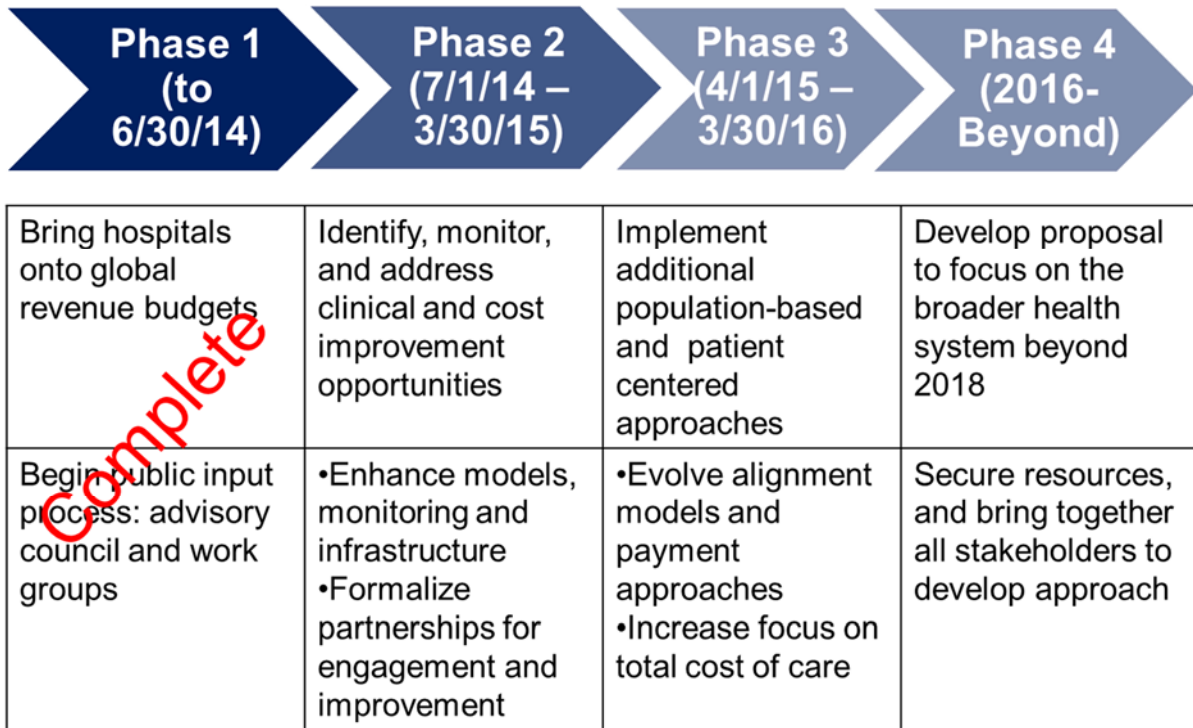 Phase 1
(to
6/30/14)
Phase 2
(7/1/14 –
3/30/15)
Phase 3
(4/1/15 –
3/30/16)
Phase 4
(2016-
Beyond)
Bring hospitals
onto global
revenue budgets
Identify, monitor,
and address
clinical and cost
improvement
opportunities
Implement
additional
population-based
and patient
centered
approaches
Develop proposal
to focus on the
broader health
system beyond
2018
Complete
Begin public input
process: advisory
council and work
groups
•Enhance models,
monitoring and
infrastructure
•Formalize
partnerships for
engagement and
improvement
•Evolve alignment
models and
payment
approaches
•Increase focus on
total cost of care
Secure resources,
and bring together
all stakeholders to
develop approach